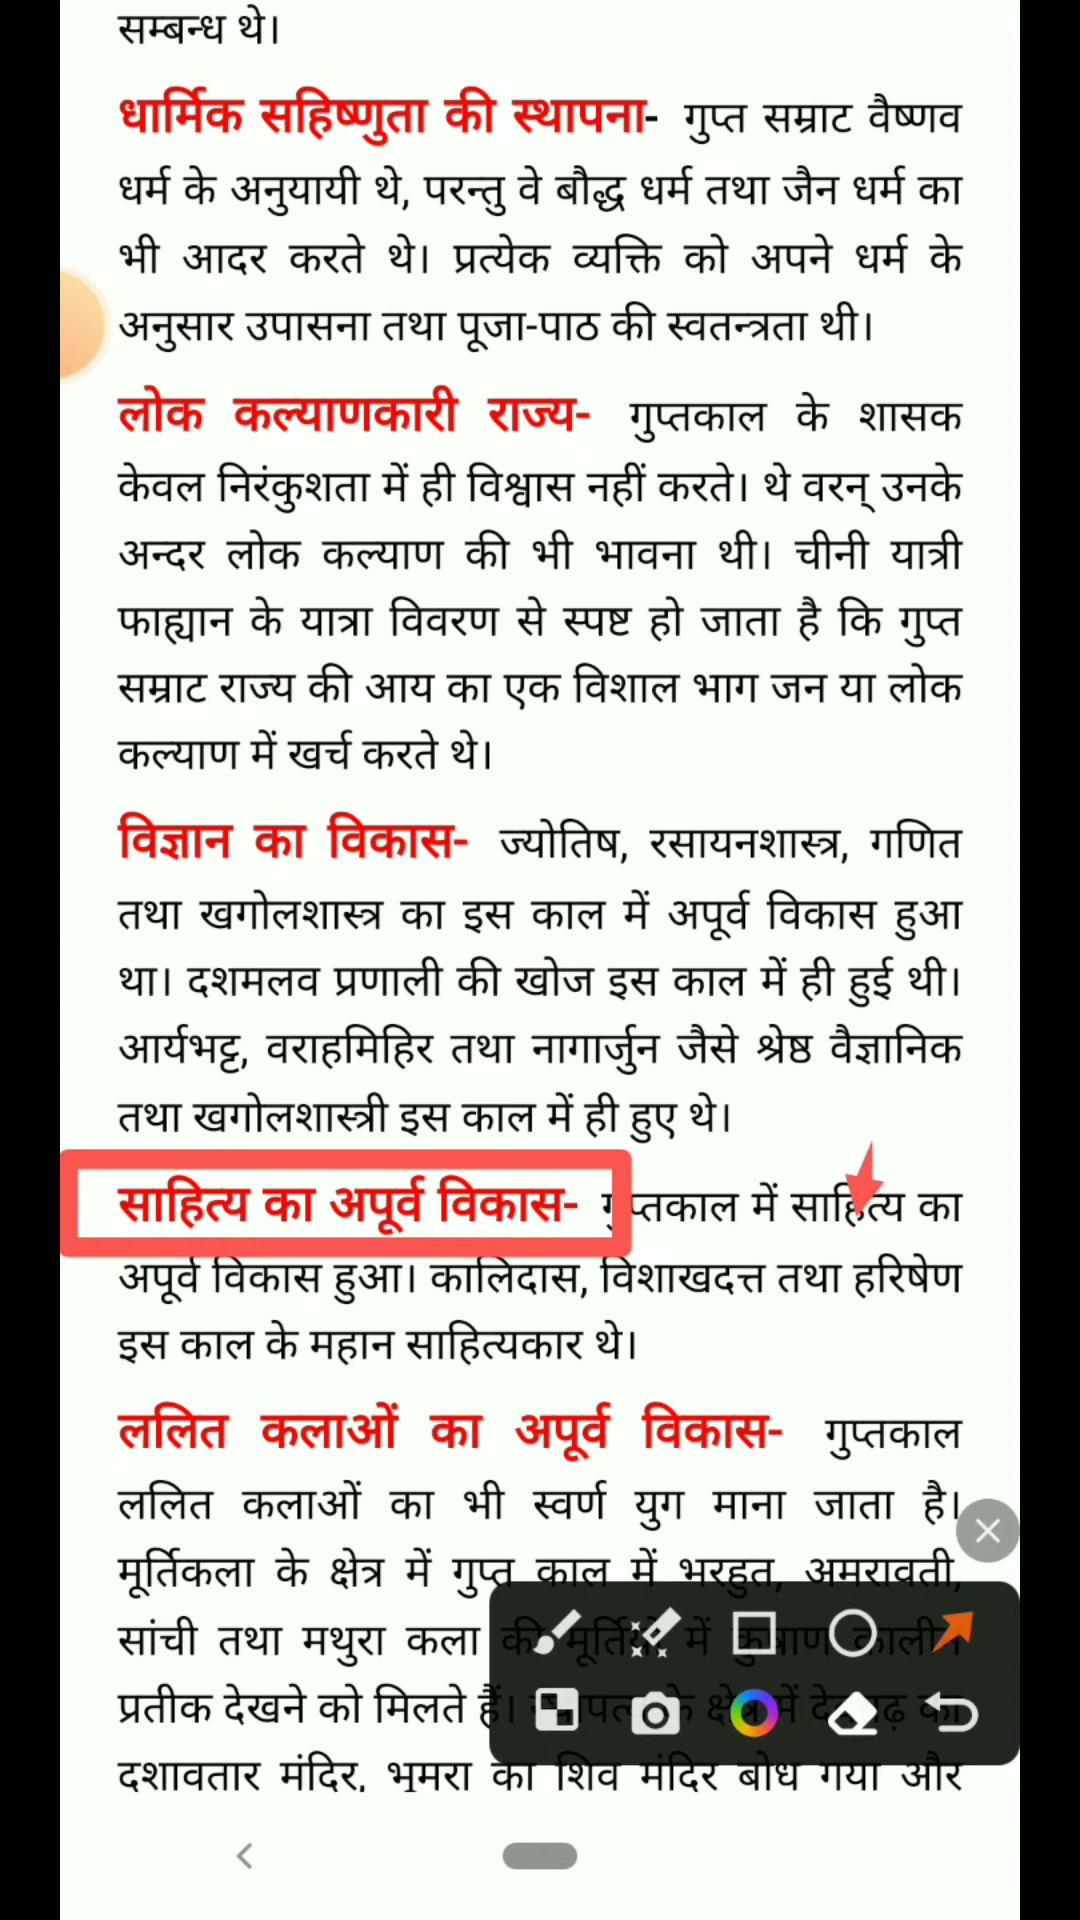 सम्बन्ध थे।
धार्मिक सहिष्णुता की स्थापना- गुप्त सम्राट वैष्णव
धर्म के अनुयायी थे, परन्तु वे बौद्ध धर्म तथा जैन धर्म का
भी आदर करते थे। प्रत्येक व्यक्ति को अपने धर्म के
अनुसार उपासना तथा पूजा-पाठ की स्वतन्त्रता थी।
लोक कल्याणकारी राज्य- गुप्तकाल के शासक
केवल निरंकुशता में ही विश्वास नहीं करते। थे वरन् उनके
अन्दर लोक कल्याण की भी भावना थी। चीनी यात्री
फाह्यान के यात्रा विवरण से स्पष्ट हो जाता है कि गुप्त
सम्राट राज्य की आय का एक विशाल भाग जन या लोक
कल्याण में खर्च करते थे।
विज्ञान का विकास- ज्योतिष, रसायनशास्त्र, गणित
तथा खगोलशास्त्र का इस काल में अपूर्व विकास हुआ
था। दशमलव प्रणाली की खोज इस काल में ही हुई थी।
आर्यभट्ट, वराहमिहिर तथा नागार्जुन जैसे श्रेष्ठ वैज्ञानिक
तथा खगोलशास्त्री इस काल में ही हुए थे।
साहित्य का अपूर्व विकास- गुप्तकाल में साहित्य का
अपूर्व विकास हुआ। कालिदास, विशाखदत्त तथा हरिषेण
इस काल के महान साहित्यकार थे।
ललित कलाओं का अपूर्व विकास- गुप्तकाल
ललित कलाओं का भी स्वर्ण युग माना जाता है।
मूर्तिकला के क्षेत्र में गुप्त काल में भरहुत, अमरावती,
सांची तथा मथुरा कला की मूर्तियों में कुषाण कालीन
प्रतीक देखने को मिलते हैं। के क्षेत्र में का
दशावतार मंदिर, भूमरा का शिव मंदिर बोध गया और